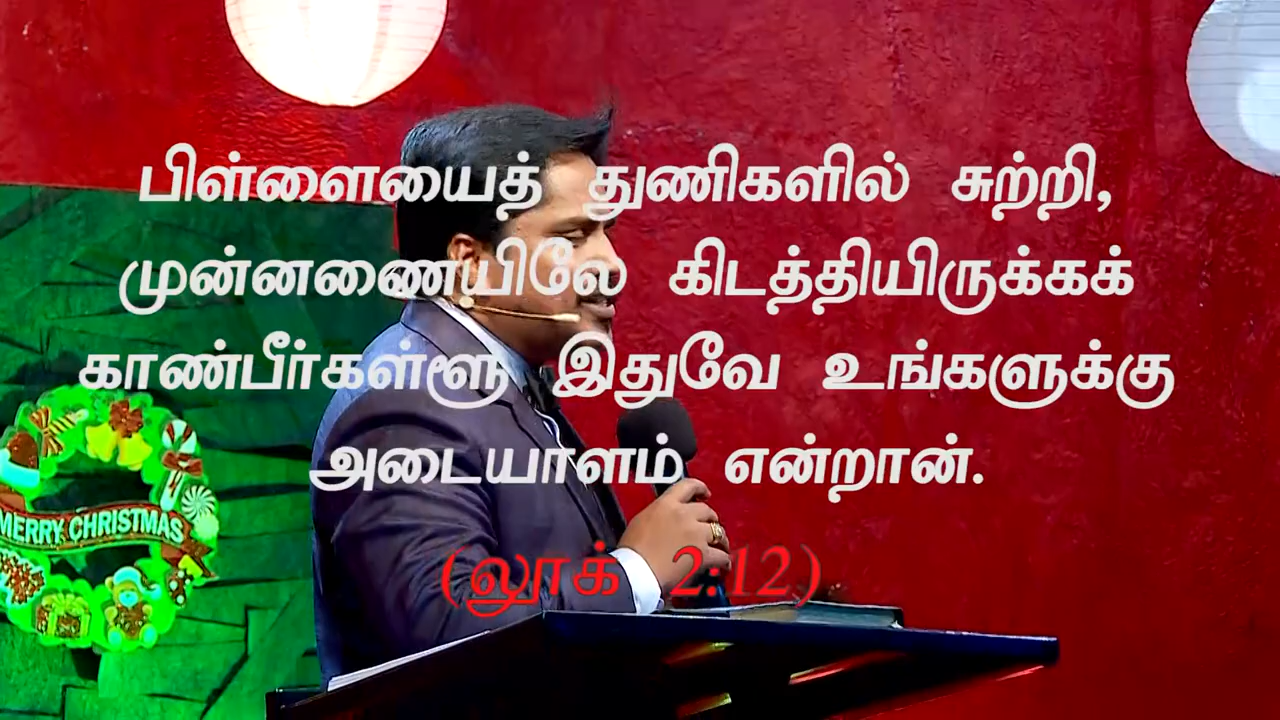 பிள்ளையைத் துணிகளில் சுற்றி,
முன்னணையிலே கிடத்தியிருக்கக்
காண்பீர்கள்ளூ இதுவே உங்களுக்கு
அடையாளம் என்றான்.
(லூக் 2:12)
MERRY CHRISTMAS